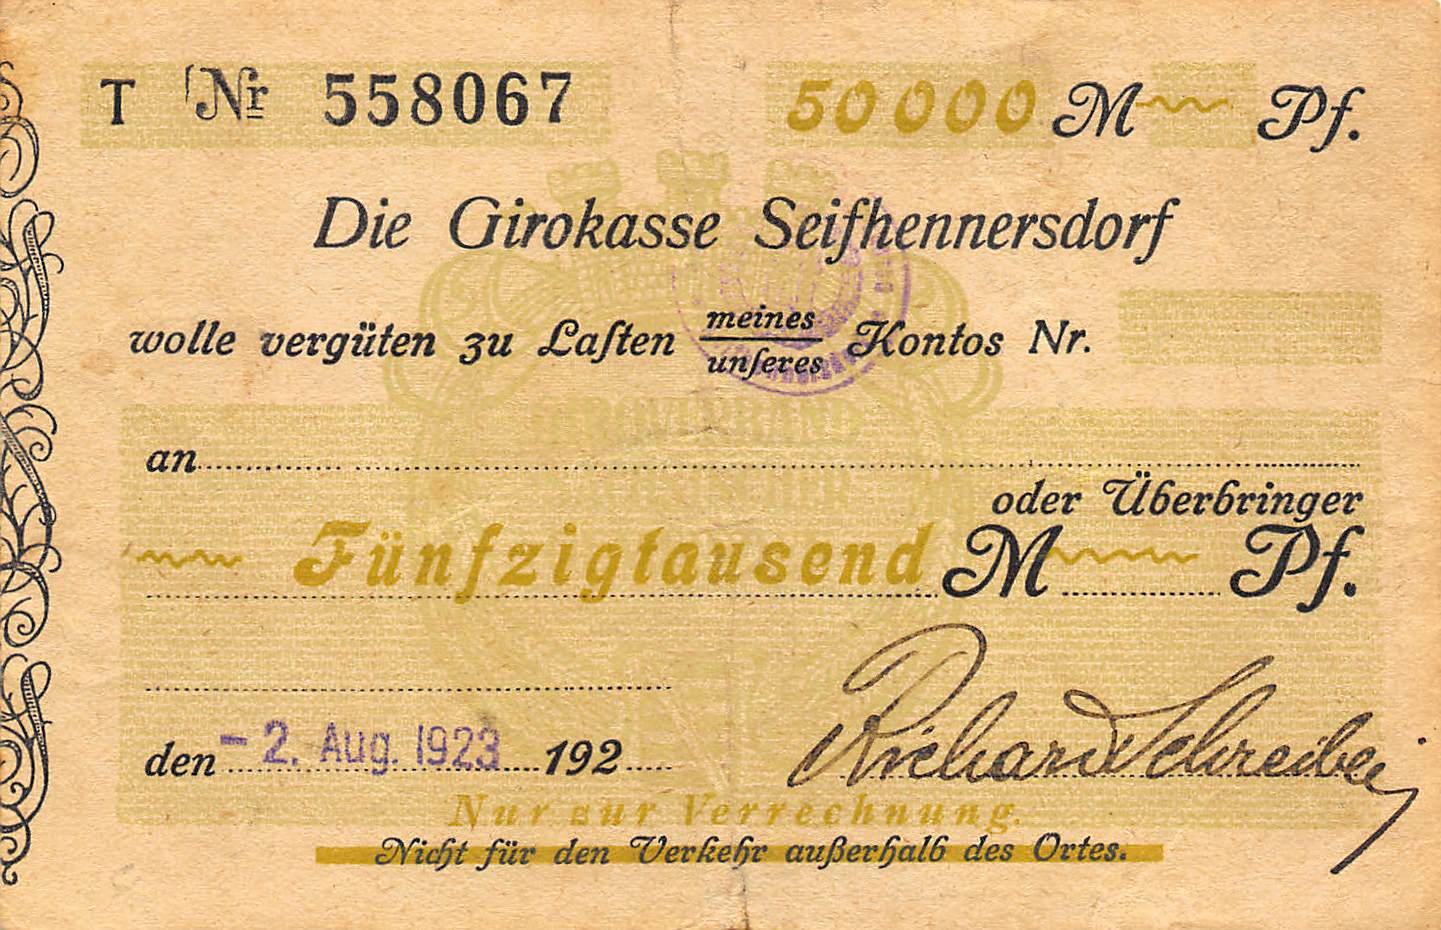 T Nr 558067 50000 M Pf.
Die Girokasse Seifhennersdorf
wolle vergüten zu Laſten meines Kontos Nr.
unſeres
an
oder Überbringer
Fünfzigtausend M Pf.
den - 2. Aug. 1923 192
Richard Schreiber
Nur zur Verrechnung.
Nicht für den Verkehr außerhalb des Ortes.